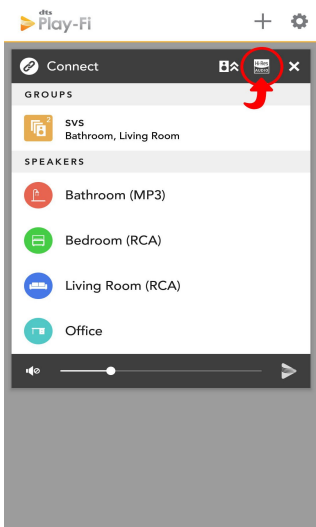 dts
Play-Fi
Connect
Hi-Res
AUDIO
GROUPS
2
SVS
Bathroom, Living Room
SPEAKERS
Bathroom (MP3)
Bedroom (RCA)
Living Room (RCA)
Office